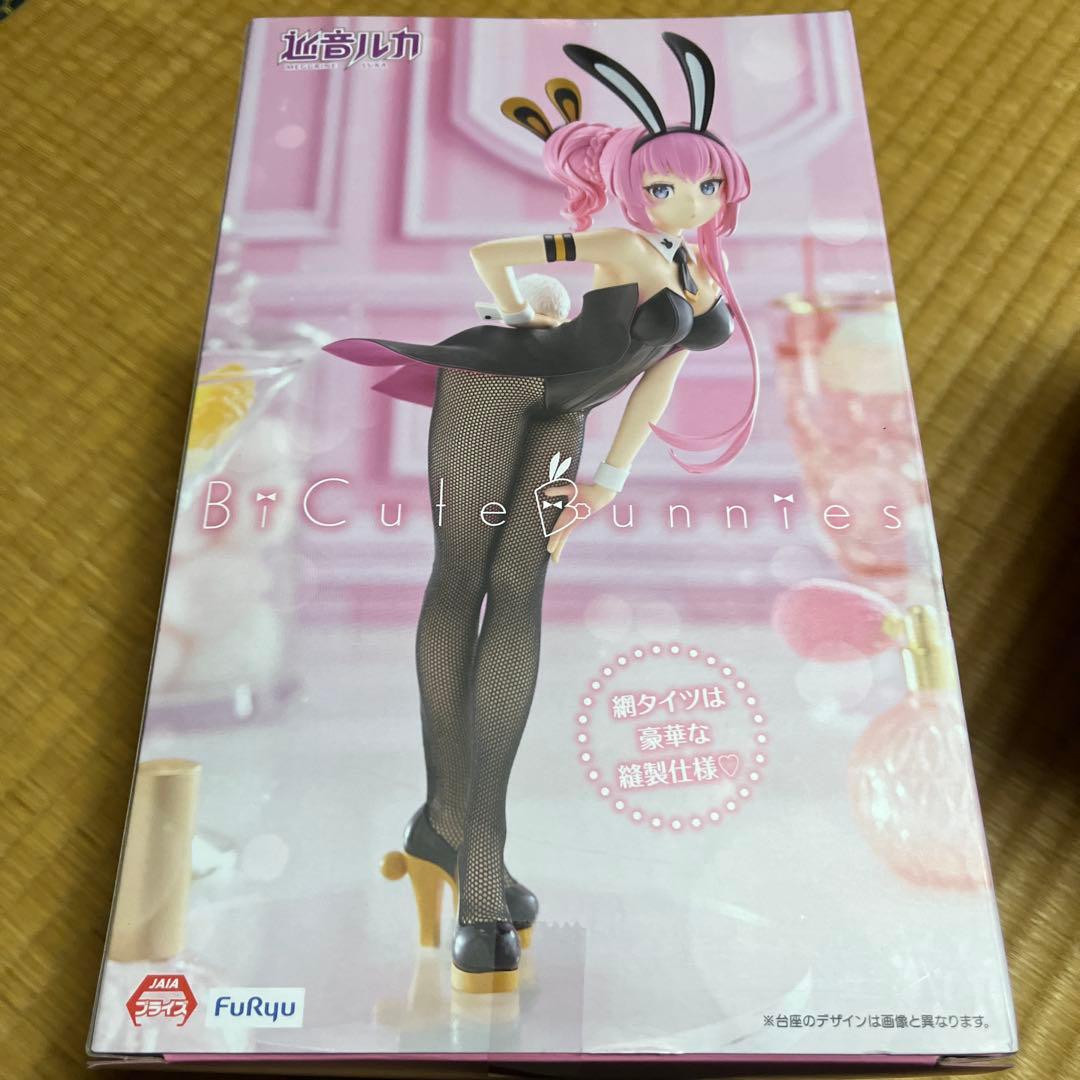 巡音ルカ
MEGURINE LUKA
BiCute Bunnies
網タイツは
豪華な
縫製仕様♡
JAIA
プライズ
FuRyu
※台座のデザインは画像と異なります。